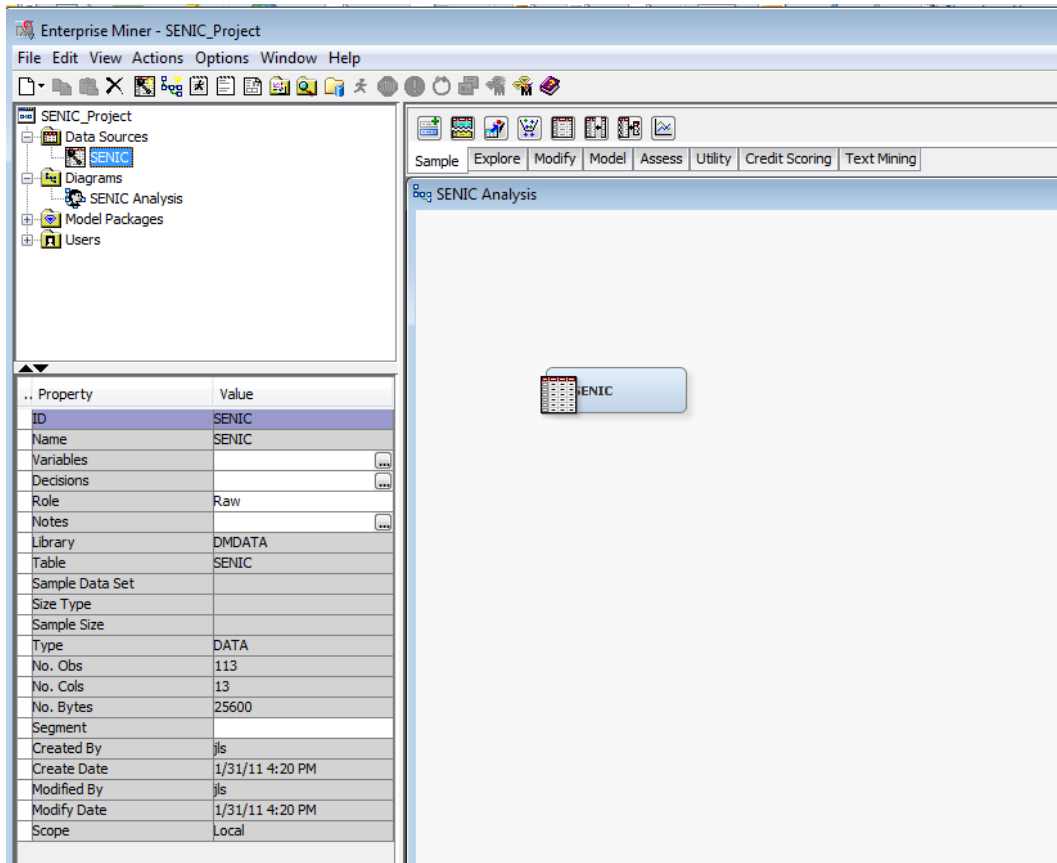 Enterprise Miner - SENIC_Project
File Edit View Actions Options Window Help
SENIC_Project
Data Sources
SENIC
Diagrams
SENIC Analysis
Model Packages
Users
Sample Explore Modify Model Assess Utility Credit Scoring Text Mining
SENIC Analysis
SENIC
.. Property Value
ID SENIC
Name SENIC
Variables ...
Decisions ...
Role Raw
Notes ...
Library DMDATA
Table SENIC
Sample Data Set
Size Type
Sample Size
Type DATA
No. Obs 113
No. Cols 13
No. Bytes 25600
Segment
Created By jls
Create Date 1/31/11 4:20 PM
Modified By jls
Modify Date 1/31/11 4:20 PM
Scope Local